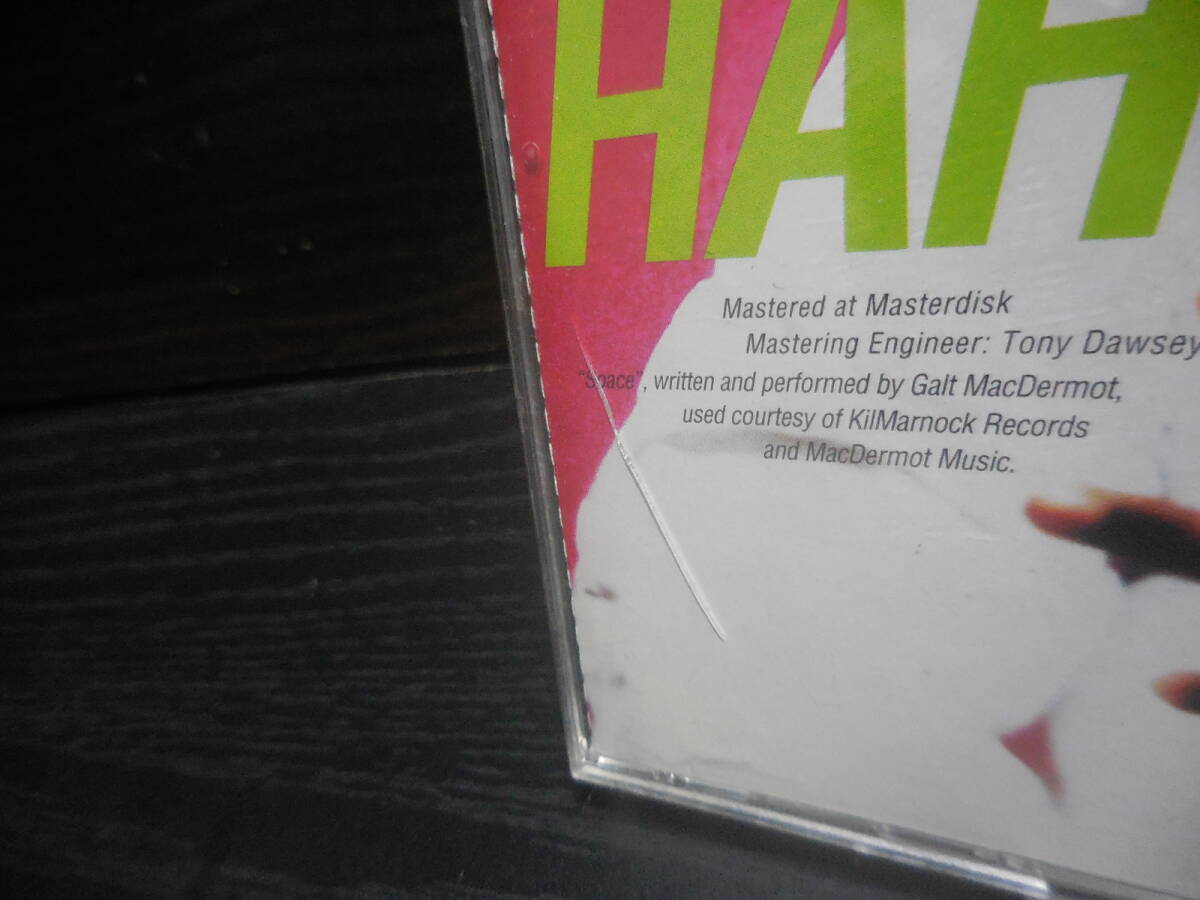 HAH
Mastered at Masterdisk
Mastering Engineer: Tony Dawsey
"Space", written and performed by Galt MacDermot,
used courtesy of KilMarnock Records
and MacDermot Music.